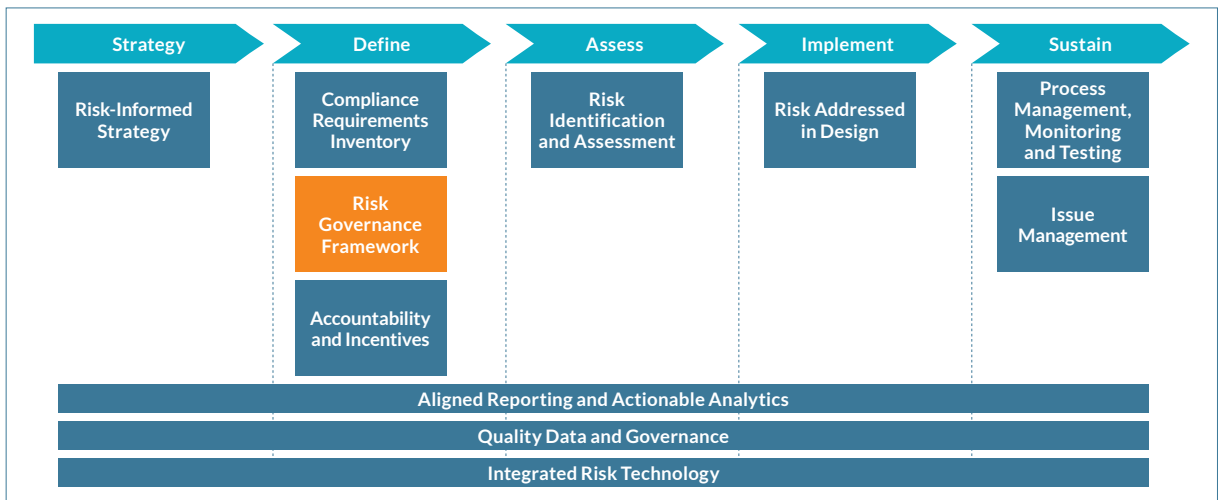 Strategy
Define
Assess
Implement
Sustain
Risk-Informed
Strategy
Compliance
Requirements
Inventory
Risk
Governance
Framework
Accountability
and Incentives
Risk
Identification
and Assessment
Risk Addressed
in Design
Process
Management,
Monitoring
and Testing
Issue
Management
Aligned Reporting and Actionable Analytics
Quality Data and Governance
Integrated Risk Technology